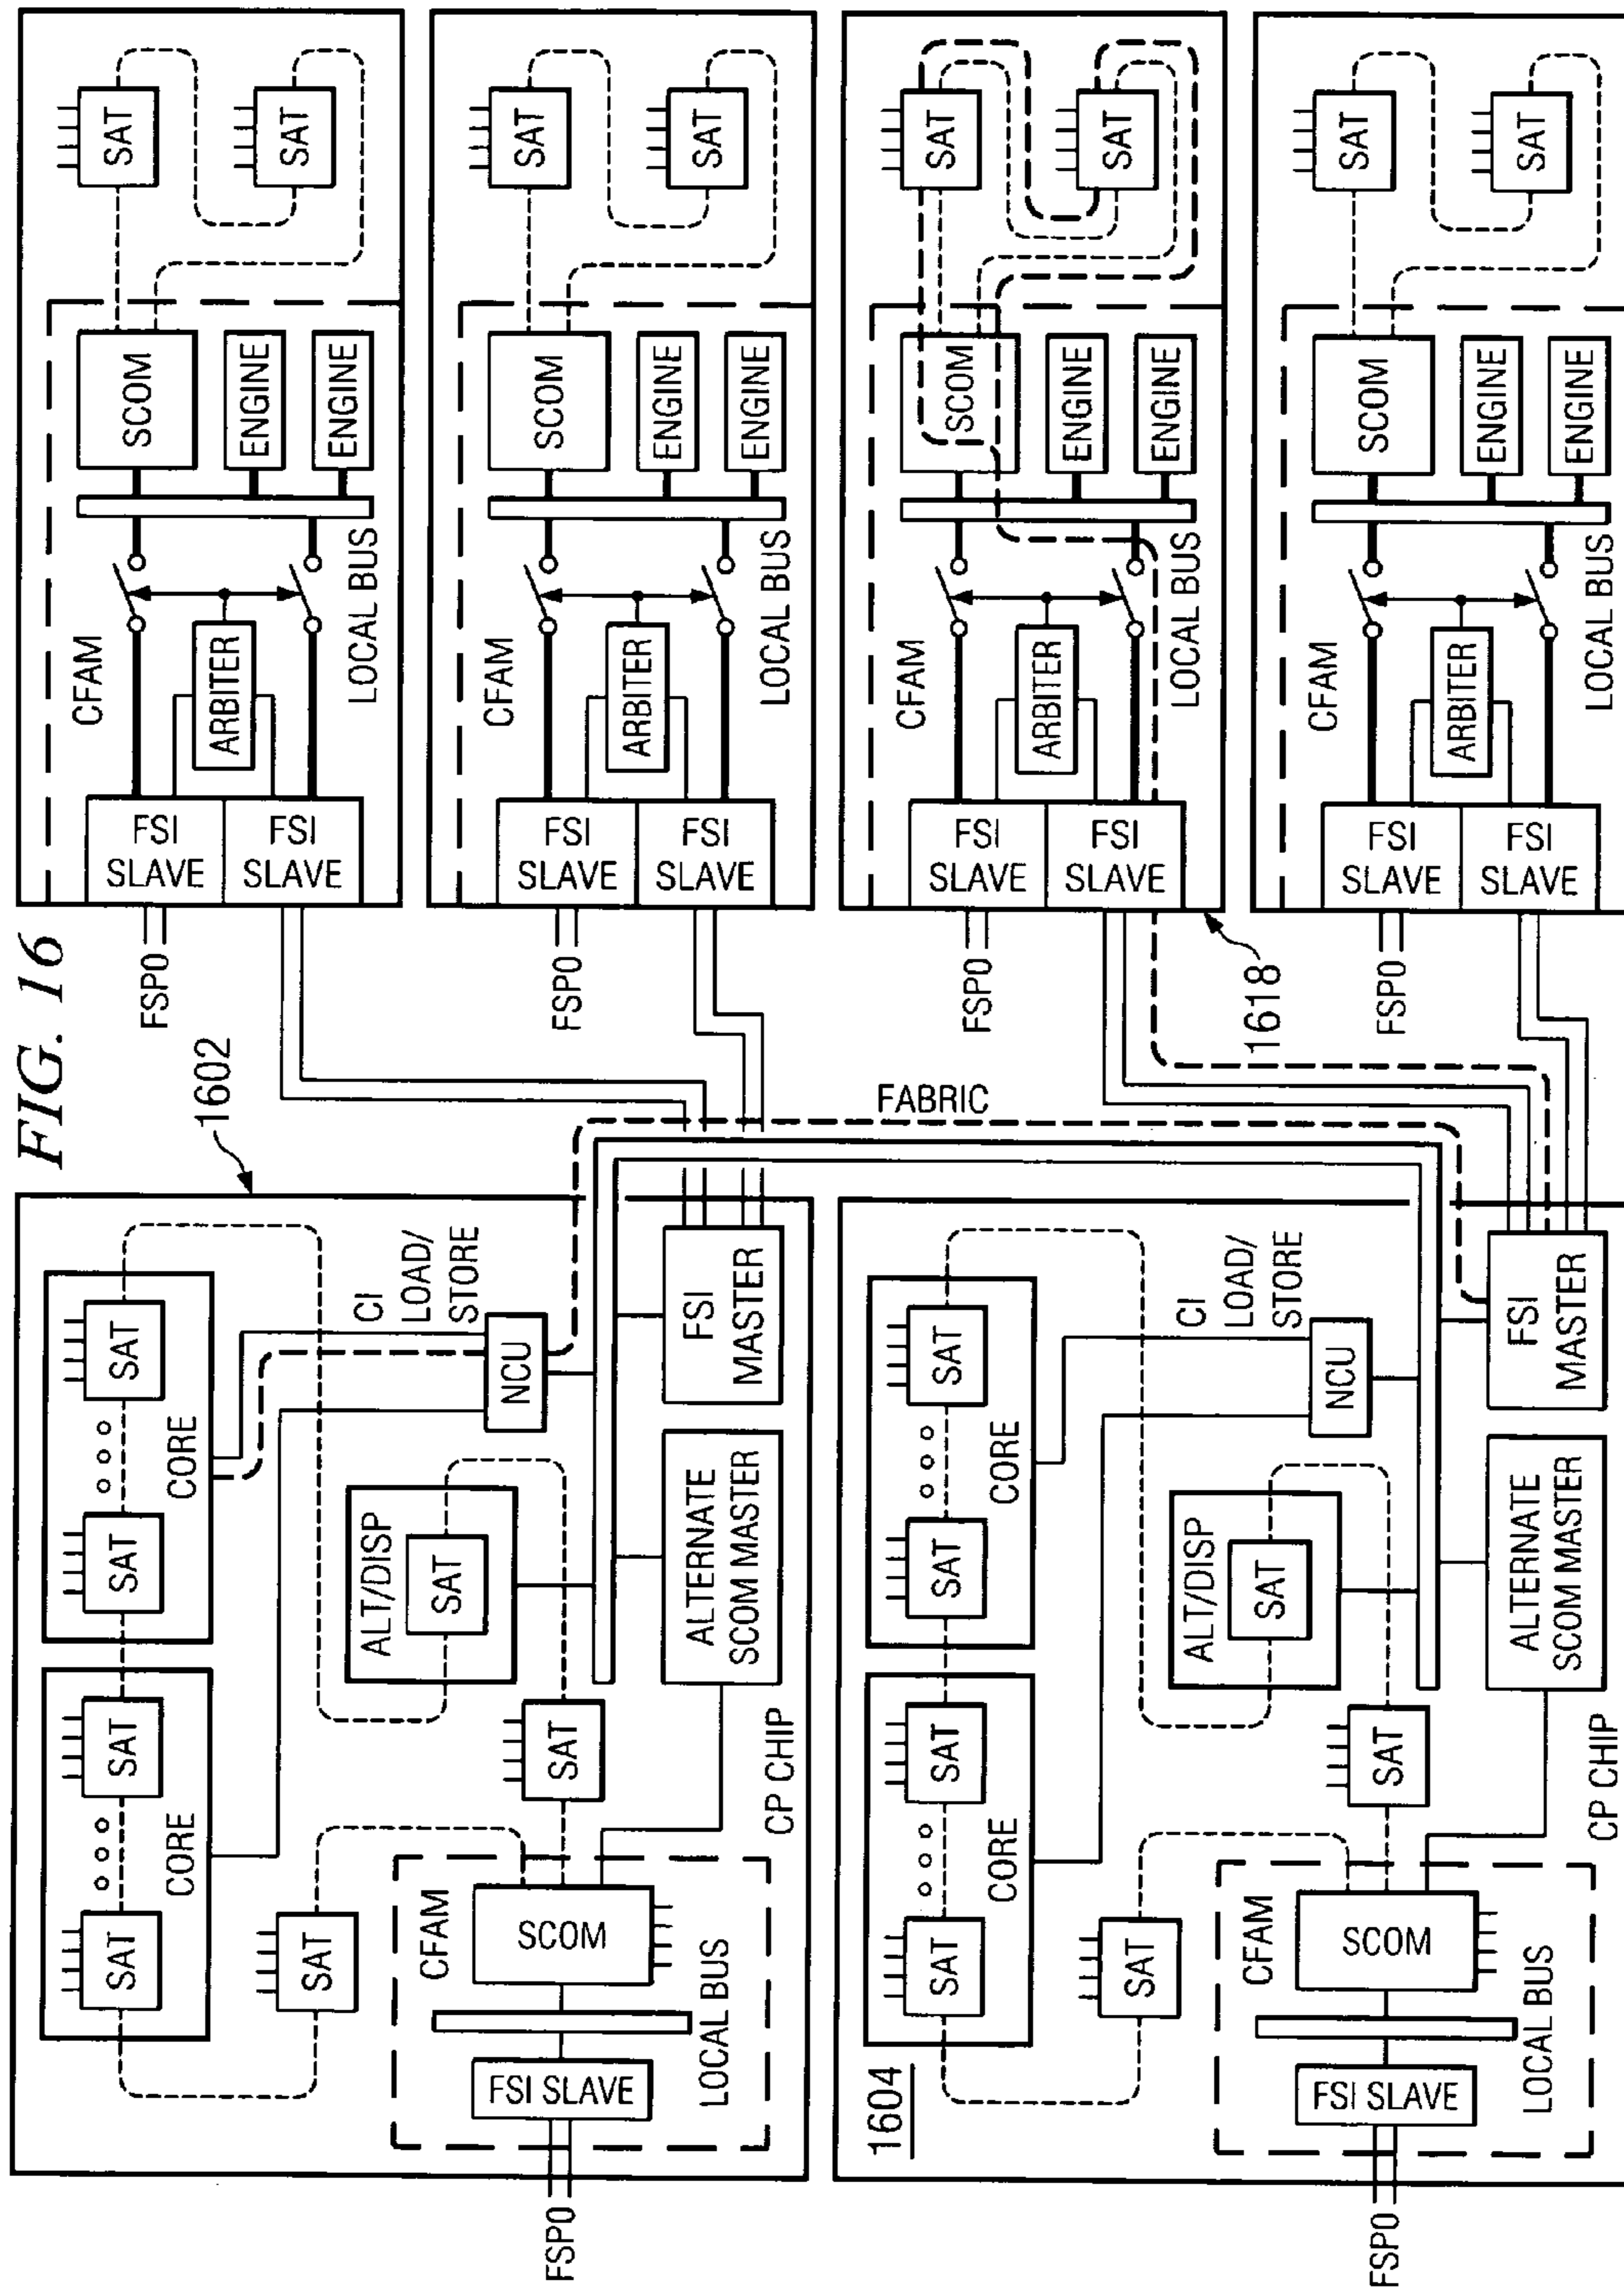 FIG. 16
1602
SAT
SAT
CORE
SAT
SAT
CORE
CI
LOAD/
STORE
NCU
ALT/DISP
SAT
SAT
SAT
FSI
MASTER
ALTERNATE
SCOM MASTER
CFAM
SCOM
LOCAL BUS
FSI SLAVE
CP CHIP
FSP0
1604
SAT
SAT
CORE
SAT
SAT
CORE
CI
LOAD/
STORE
NCU
ALT/DISP
SAT
SAT
SAT
FSI
MASTER
ALTERNATE
SCOM MASTER
CFAM
SCOM
LOCAL BUS
FSI SLAVE
CP CHIP
FSP0
FABRIC
FSP0
FSI
SLAVE
FSI
SLAVE
CFAM
ARBITER
LOCAL BUS
SCOM
ENGINE
ENGINE
SAT
SAT
FSP0
FSI
SLAVE
FSI
SLAVE
CFAM
ARBITER
LOCAL BUS
SCOM
ENGINE
ENGINE
SAT
SAT
FSP0
1618
FSI
SLAVE
FSI
SLAVE
CFAM
ARBITER
LOCAL BUS
SCOM
ENGINE
ENGINE
SAT
SAT
FSP0
FSI
SLAVE
FSI
SLAVE
CFAM
ARBITER
LOCAL BUS
SCOM
ENGINE
ENGINE
SAT
SAT